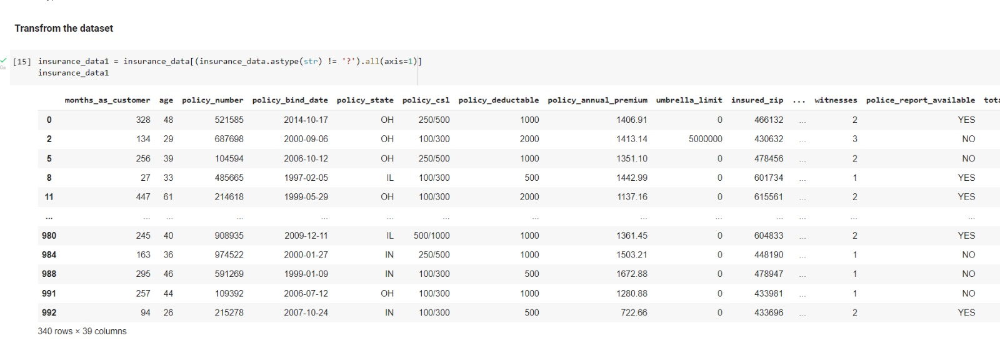 Transfrom the dataset
[15] insurance_data1 = insurance_data[(insurance_data.astype(str) != '?').all(axis=1)]
insurance_data1
months_as_customer age policy_number policy_bind_date policy_state policy_csl policy_deductable policy_annual_premium umbrella_limit insured_zip ... witnesses police_report_available tota
0 328 48 521585 2014-10-17 OH 250/500 1000 1406.91 0 466132 ... 2 YES
2 134 29 687698 2000-09-06 OH 100/300 2000 1413.14 5000000 430632 ... 3 NO
5 256 39 104594 2006-10-12 OH 250/500 1000 1351.10 0 478456 ... 2 NO
8 27 33 485665 1997-02-05 IL 100/300 500 1442.99 0 601734 ... 1 YES
11 447 61 214618 1999-05-29 OH 100/300 2000 1137.16 0 615561 ... 2 YES
... ... ... ... ... ... ... ... ... ... ... ... ... ...
980 245 40 908935 2009-12-11 IL 500/1000 1000 1361.45 0 604833 ... 2 YES
984 163 36 974522 2000-01-27 IN 250/500 1000 1503.21 0 448190 ... 1 NO
988 295 46 591269 1999-01-09 IN 100/300 500 1672.88 0 478947 ... 1 NO
991 257 44 109392 2006-07-12 OH 100/300 1000 1280.88 0 433981 ... 1 NO
992 94 26 215278 2007-10-24 IN 100/300 500 722.66 0 433696 ... 2 YES
340 rows × 39 columns